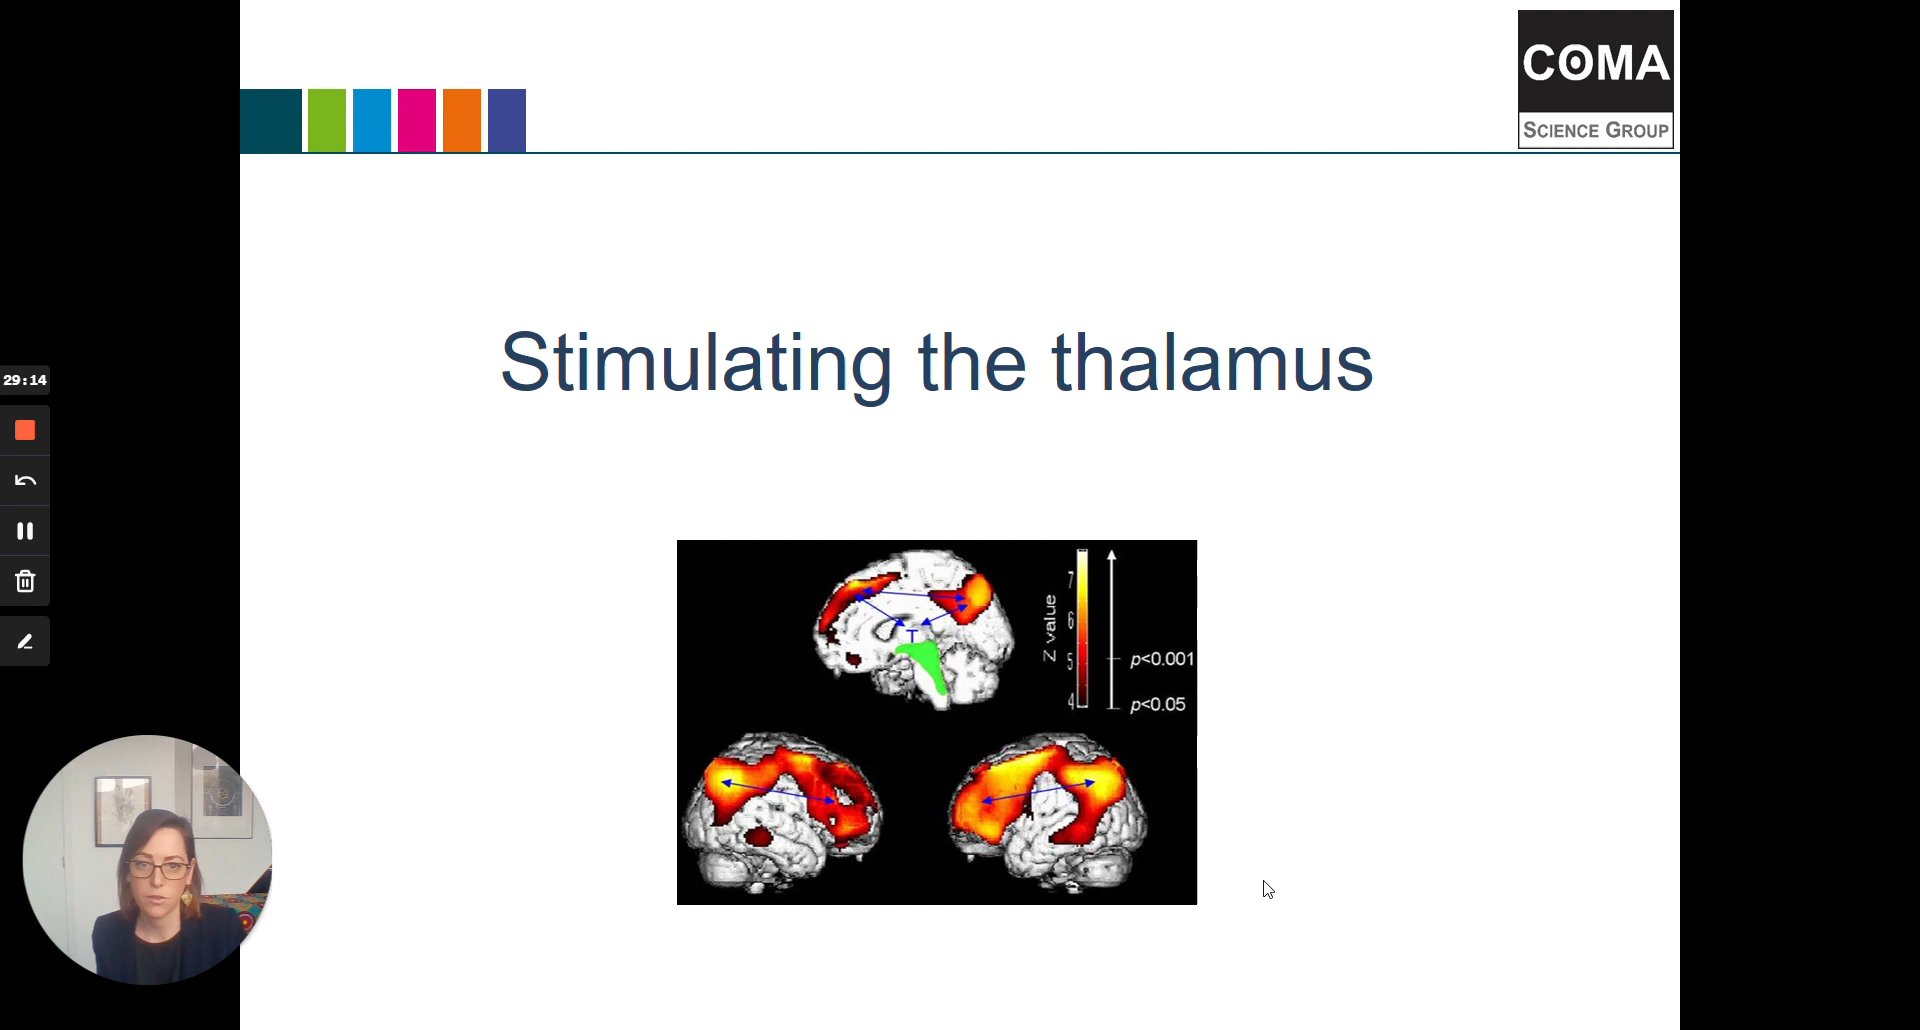 COMA
SCIENCE GROUP
Stimulating the thalamus
29:14
T
Z value
7
6
5
4
p<0.001
p<0.05